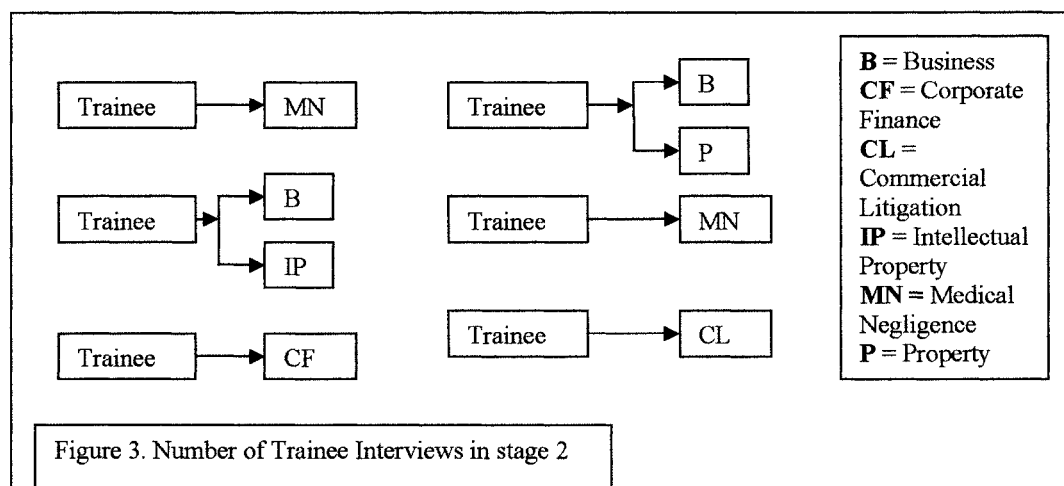 Trainee
MN
Trainee
B
IP
Trainee
CF
Trainee
B
P
Trainee
MN
Trainee
CL
B = Business
CF = Corporate
Finance
CL =
Commercial
Litigation
IP = Intellectual
Property
MN = Medical
Negligence
P = Property
Figure 3. Number of Trainee Interviews in stage 2